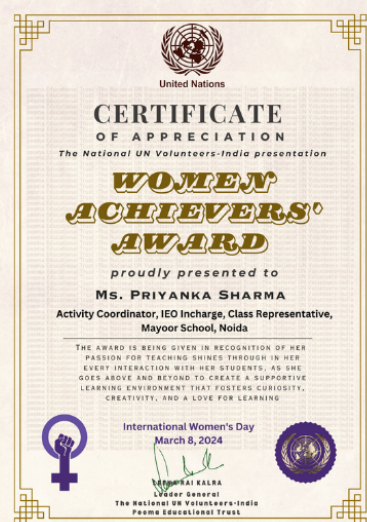 United Nations
CERTIFICATE
OF APPRECIATION
The National UN Volunteers-India presentation
WOMEN
ACHIEVERS'
AWARD
proudly presented to
Ms. Priyanka Sharma
Activity Coordinator, IEO Incharge, Class Representative,
Mayoor School, Noida
THE AWARD IS BEING GIVEN IN RECOGNITION OF HER
PASSION FOR TEACHING SHINES THROUGH IN HER
EVERY INTERACTION WITH HER STUDENTS, AS SHE
GOES ABOVE AND BEYOND TO CREATE A SUPPORTIVE
LEARNING ENVIRONMENT THAT FOSTERS CURIOSITY,
CREATIVITY, AND A LOVE FOR LEARNING
International Women's Day
March 8, 2024
RAI KALRA
Leader General
The National UN Volunteers-India
Peoms Educational Trust